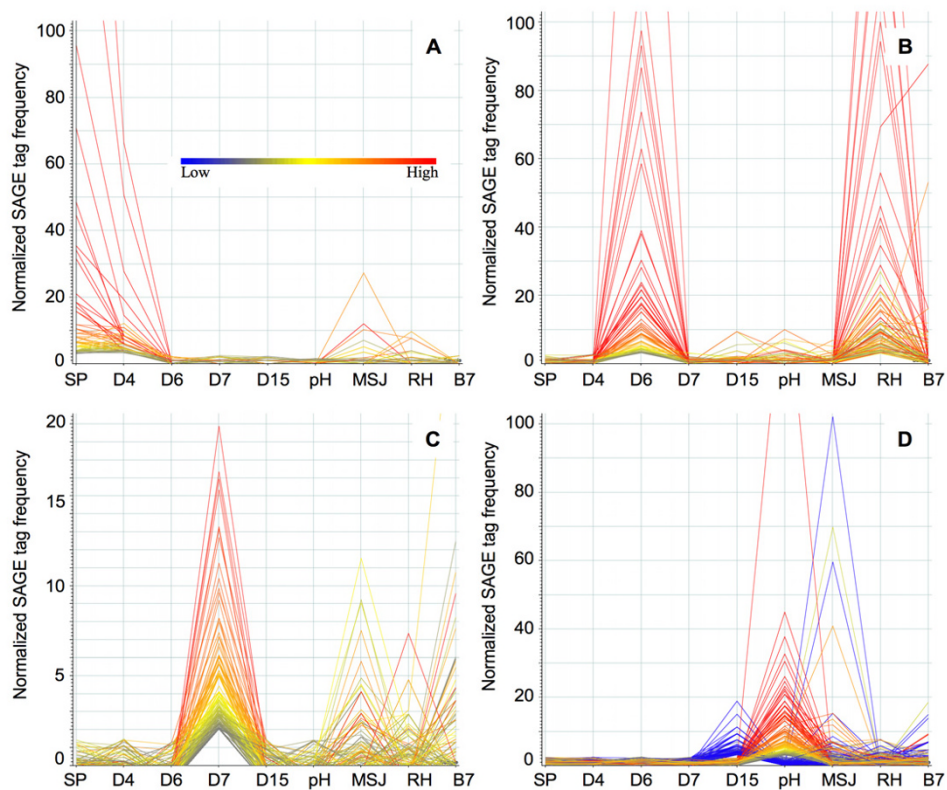 A
Normalized SAGE tag frequency
100
80
60
40
20
0
Low High
SP D4 D6 D7 D15 pH MSJ RH B7
B
Normalized SAGE tag frequency
100
80
60
40
20
0
SP D4 D6 D7 D15 pH MSJ RH B7
C
Normalized SAGE tag frequency
20
15
10
5
0
SP D4 D6 D7 D15 pH MSJ RH B7
D
Normalized SAGE tag frequency
100
80
60
40
20
0
SP D4 D6 D7 D15 pH MSJ RH B7